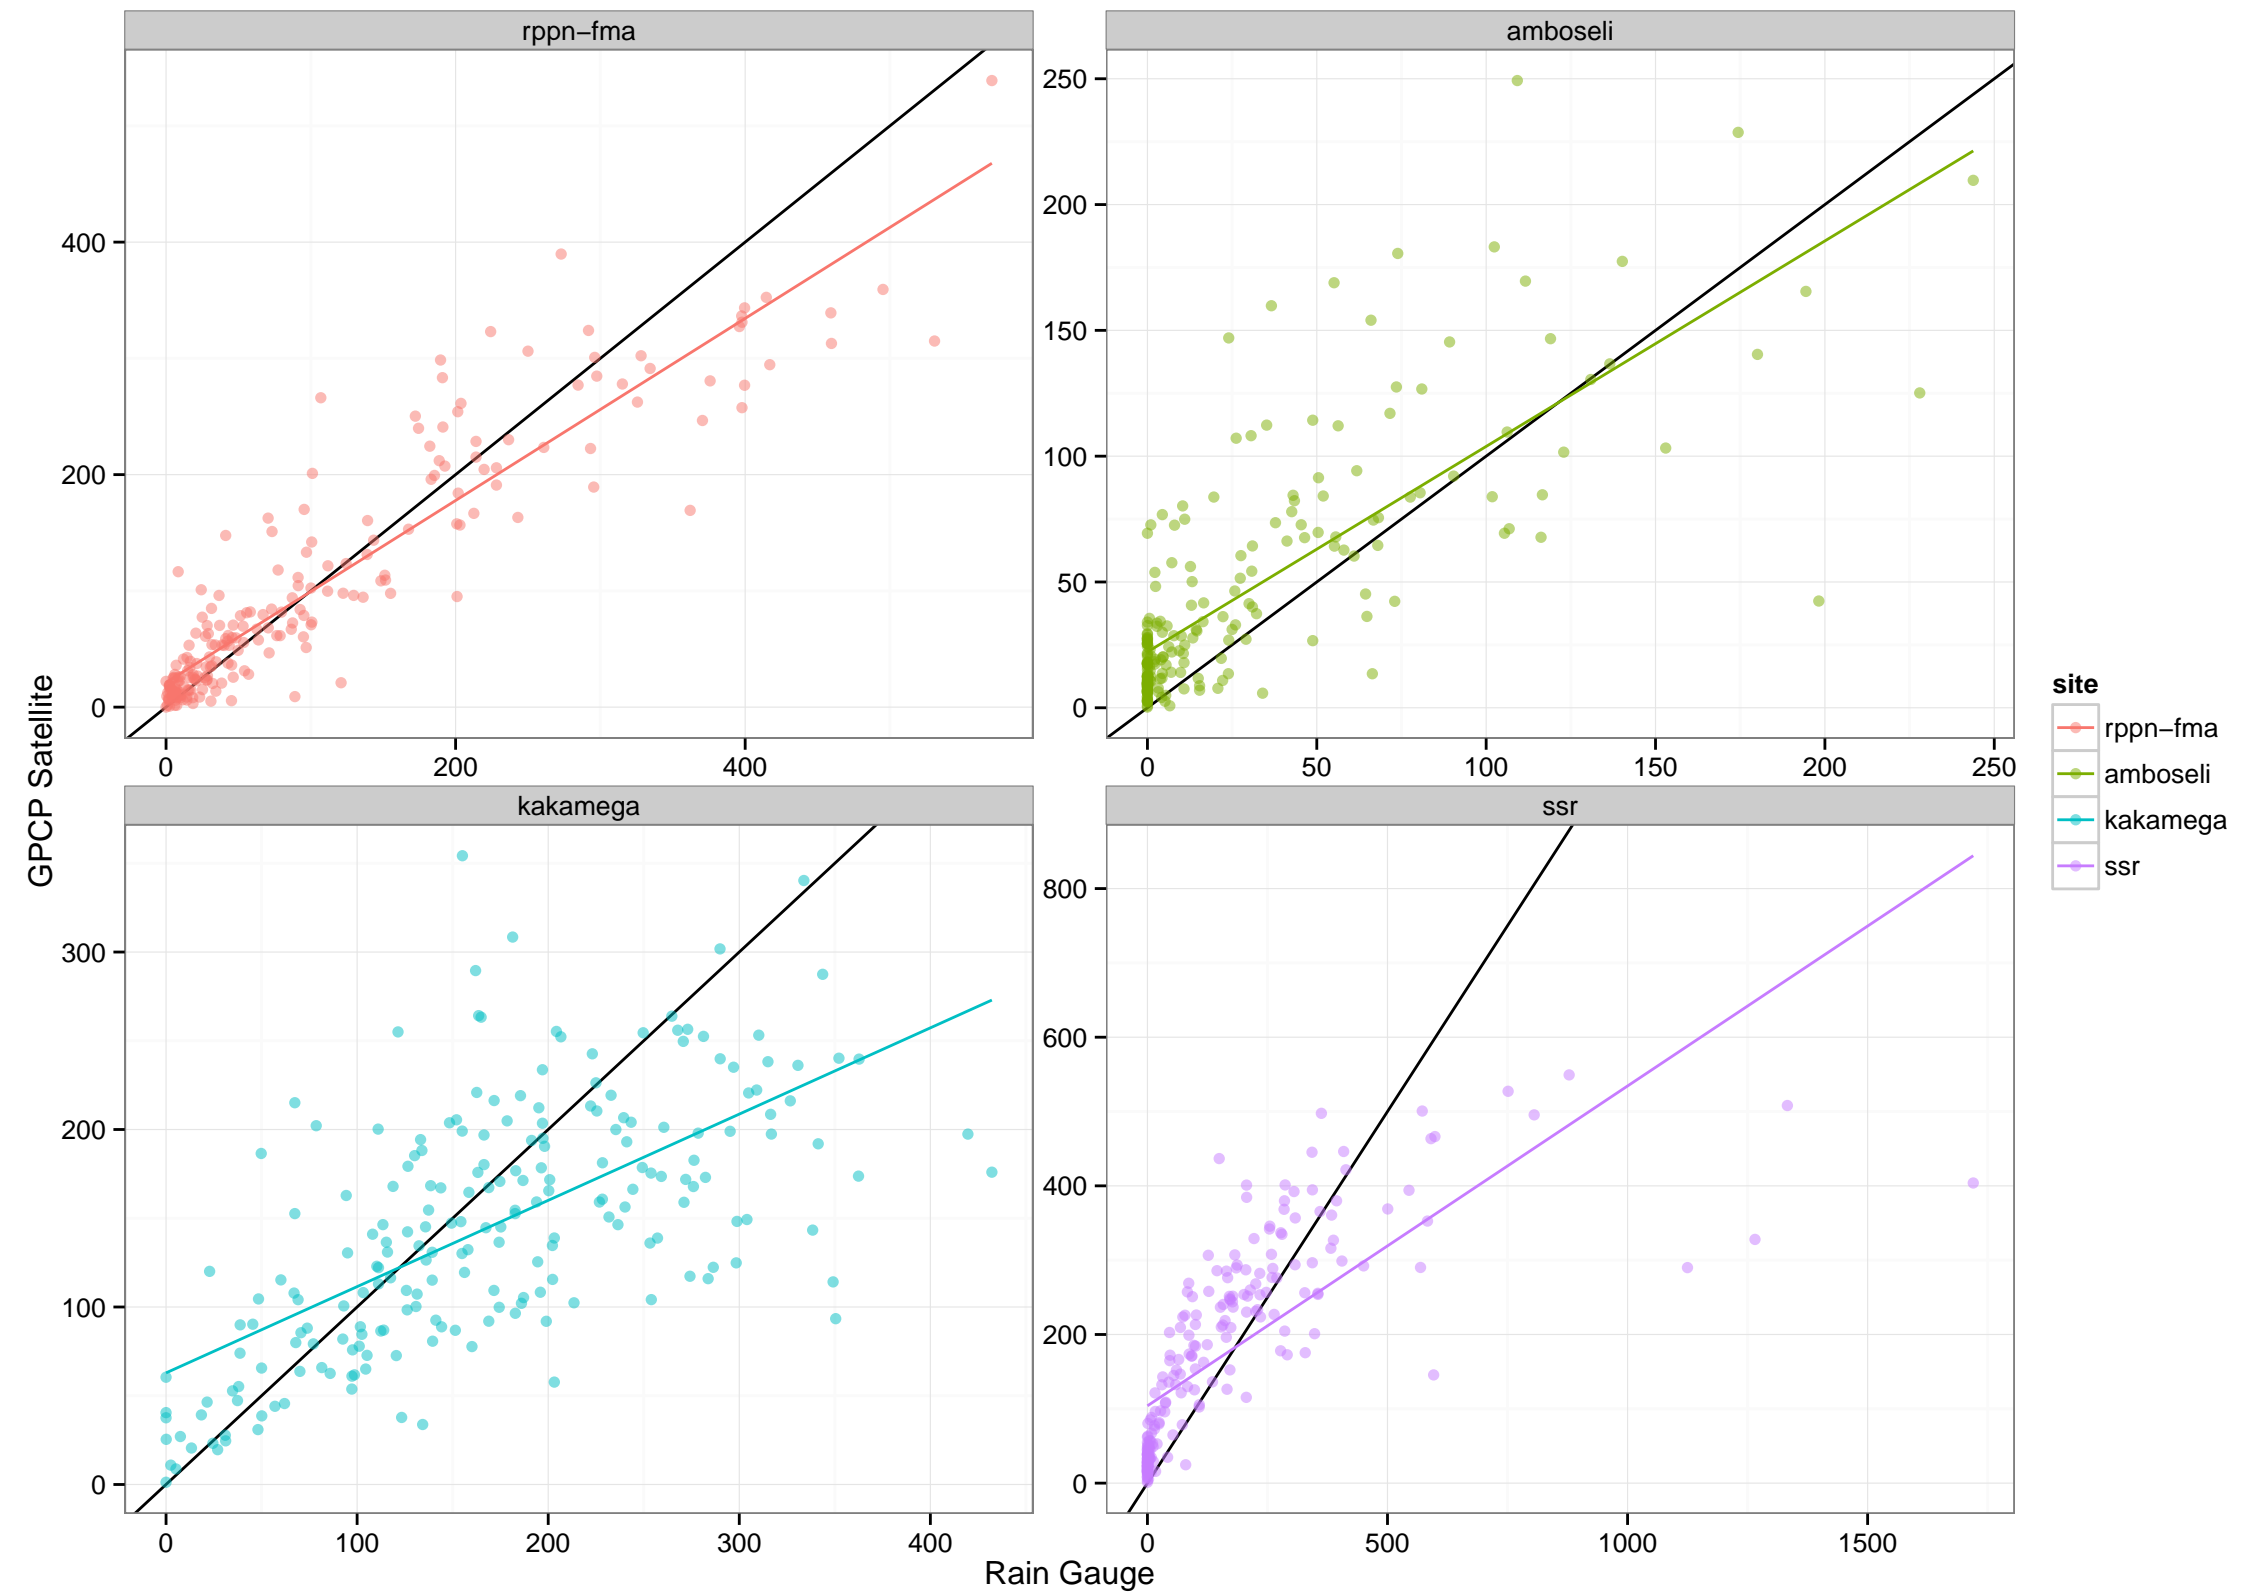 rppn−fma
amboseli
400
200
0
0 200 400
250
200
150
100
50
0
0 50 100 150 200 250
kakamega
ssr
300
200
100
0
0 100 200 300 400
800
600
400
200
0
0 500 1000 1500
GPCP Satellite
Rain Gauge
site
rppn−fma
amboseli
kakamega
ssr